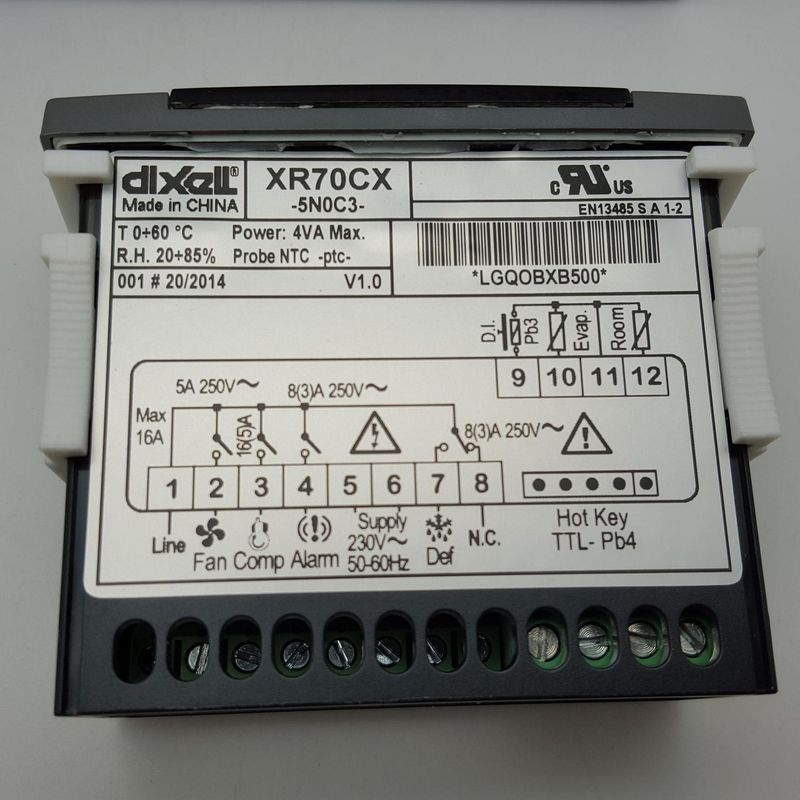 dixell®
Made in CHINA
XR70CX
-5N0C3-
c RU US
EN13485 S A 1-2
T 0÷60 °C Power: 4VA Max.
R.H. 20÷85% Probe NTC -ptc-
001 # 20/2014 V1.0
*LGQOBXB500*
D.I.
Pb3
Evap.
Room
9 10 11 12
5A 250V~
8(3)A 250V~
Max
16A
16(5)A
8(3)A 250V~
1 2 3 4 5 6 7 8
Line
Fan Comp Alarm
Supply
230V~
50-60Hz
Def
N.C.
Hot Key
TTL- Pb4